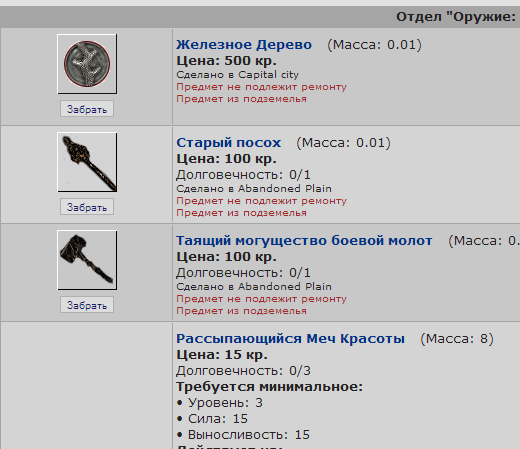 Отдел "Оружие:
Железное Дерево (Масса: 0.01)
Цена: 500 кр.
Сделано в Capital city
Предмет не подлежит ремонту
Предмет из подземелья
Забрать
Старый посох (Масса: 0.01)
Цена: 100 кр.
Долговечность: 0/1
Сделано в Abandoned Plain
Предмет не подлежит ремонту
Предмет из подземелья
Забрать
Таящий могущество боевой молот (Масса: 0.
Цена: 100 кр.
Долговечность: 0/1
Сделано в Abandoned Plain
Предмет не подлежит ремонту
Предмет из подземелья
Забрать
Рассыпающийся Меч Красоты (Масса: 8)
Цена: 15 кр.
Долговечность: 0/3
Требуется минимальное:
• Уровень: 3
• Сила: 15
• Выносливость: 15